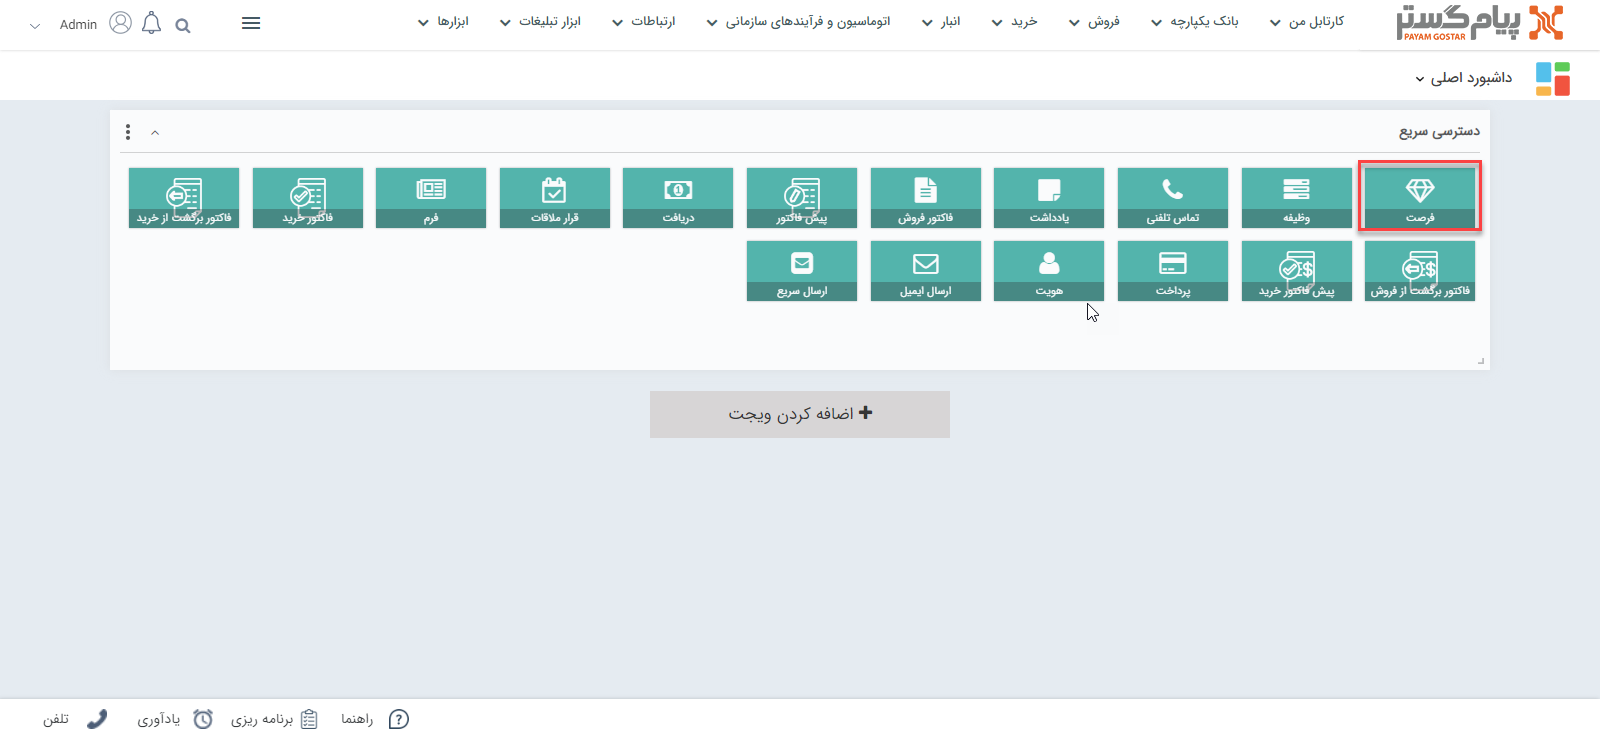 پیام گستر
PAYAM GOSTAR
کارتابل من
بانک یکپارچه
فروش
خرید
انبار
اتوماسیون و فرآیندهای سازمانی
ارتباطات
ابزار تبلیغات
ابزارها
Admin
داشبورد اصلی
دسترسی سریع
فرصت
وظیفه
تماس تلفنی
یادداشت
فاکتور فروش
پیش فاکتور
دریافت
قرار ملاقات
فرم
فاکتور خرید
فاکتور برگشت از خرید
فاکتور برگشت از فروش
پیش فاکتور خرید
پرداخت
هویت
ارسال ایمیل
ارسال سریع
اضافه کردن ویجت
راهنما
برنامه ریزی
یادآوری
تلفن